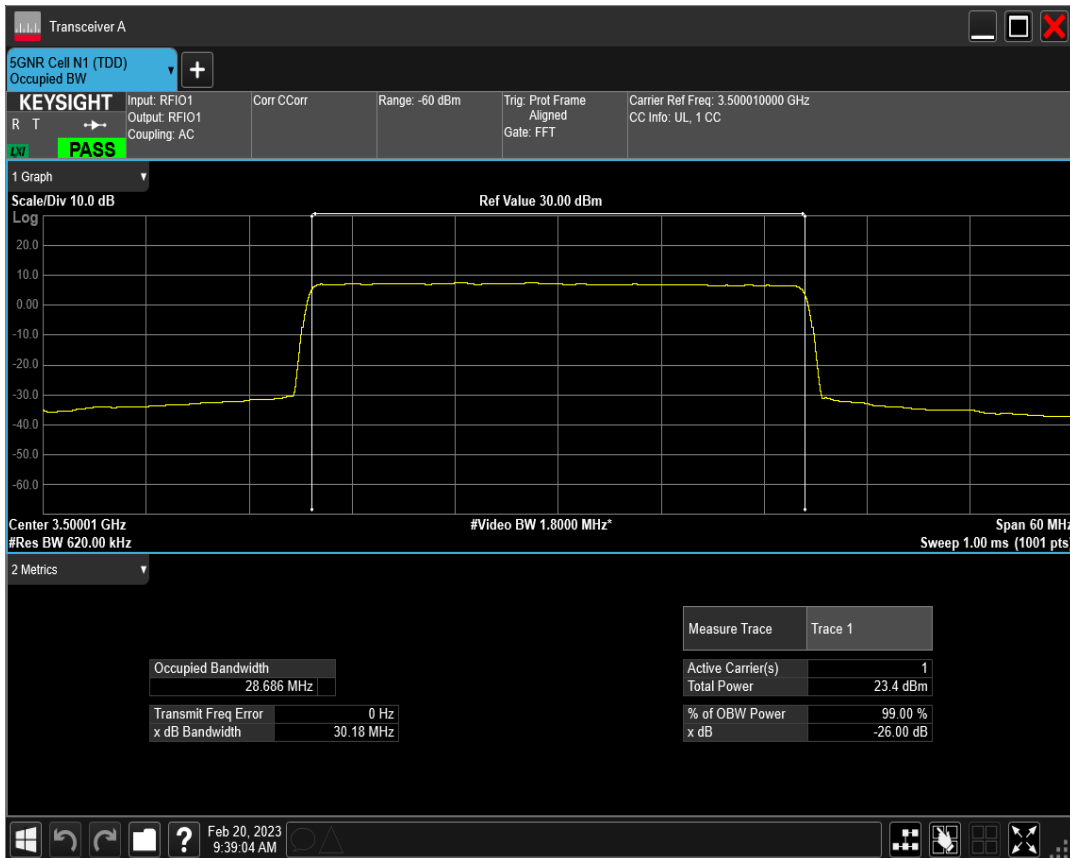 Transceiver A
5GNR Cell N1 (TDD)
Occupied BW
+
KEYSIGHT
R T
LXI
PASS
Input: RFIO1
Output: RFIO1
Coupling: AC
Corr CCorr
Range: -60 dBm
Trig: Prot Frame
Aligned
Gate: FFT
Carrier Ref Freq: 3.500010000 GHz
CC Info: UL, 1 CC
1 Graph
Scale/Div 10.0 dB
Ref Value 30.00 dBm
Log
20.0
10.0
0.00
-10.0
-20.0
-30.0
-40.0
-50.0
-60.0
Center 3.50001 GHz
#Video BW 1.8000 MHz*
Span 60 MHz
#Res BW 620.00 kHz
Sweep 1.00 ms (1001 pts)
2 Metrics
Measure Trace Trace 1
Occupied Bandwidth
28.686 MHz
Transmit Freq Error 0 Hz
x dB Bandwidth 30.18 MHz
Active Carrier(s) 1
Total Power 23.4 dBm
% of OBW Power 99.00 %
x dB -26.00 dB
?
Feb 20, 2023
9:39:04 AM